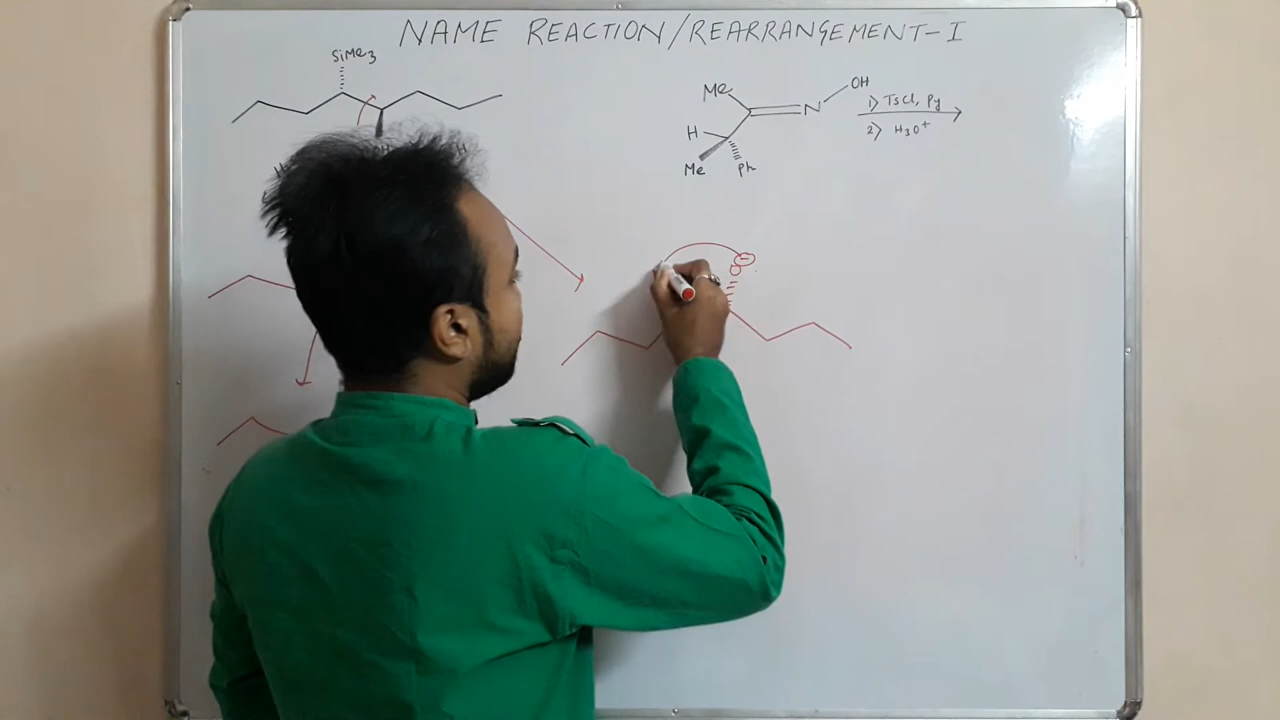 NAME REACTION/REARRANGEMENT-I
SiMe3
Me
N
OH
1) TsCl, Py
2) H3O+
H
Me
Ph
H
⊖
O